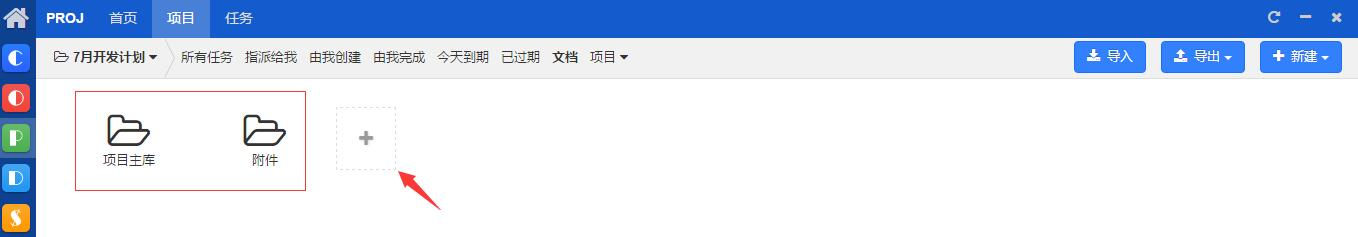 PROJ 首页 项目 任务
7月开发计划 所有任务 指派给我 由我创建 由我完成 今天到期 已过期 文档 项目 导入 导出 新建
项目主库 附件